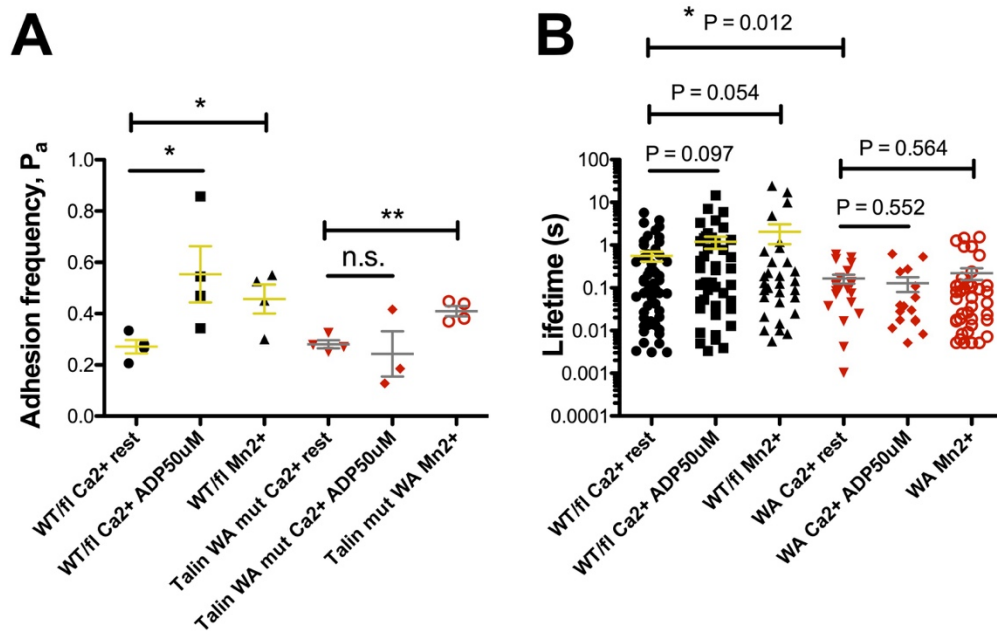 A
Adhesion frequency, Pa
1.0
0.8
0.6
0.4
0.2
0.0
*
*
**
n.s.
WT/fl Ca2+ rest
WT/fl Ca2+ ADP50uM
WT/fl Mn2+
Talin WA mut Ca2+ rest
Talin WA mut Ca2+ ADP50uM
Talin mut WA Mn2+
B
* P = 0.012
P = 0.054
P = 0.097
P = 0.564
P = 0.552
Lifetime (s)
100
10
1
0.1
0.01
0.001
0.0001
WT/fl Ca2+ rest
WT/fl Ca2+ ADP50uM
WT/fl Mn2+
WA Ca2+ rest
WA Ca2+ ADP50uM
WA Mn2+